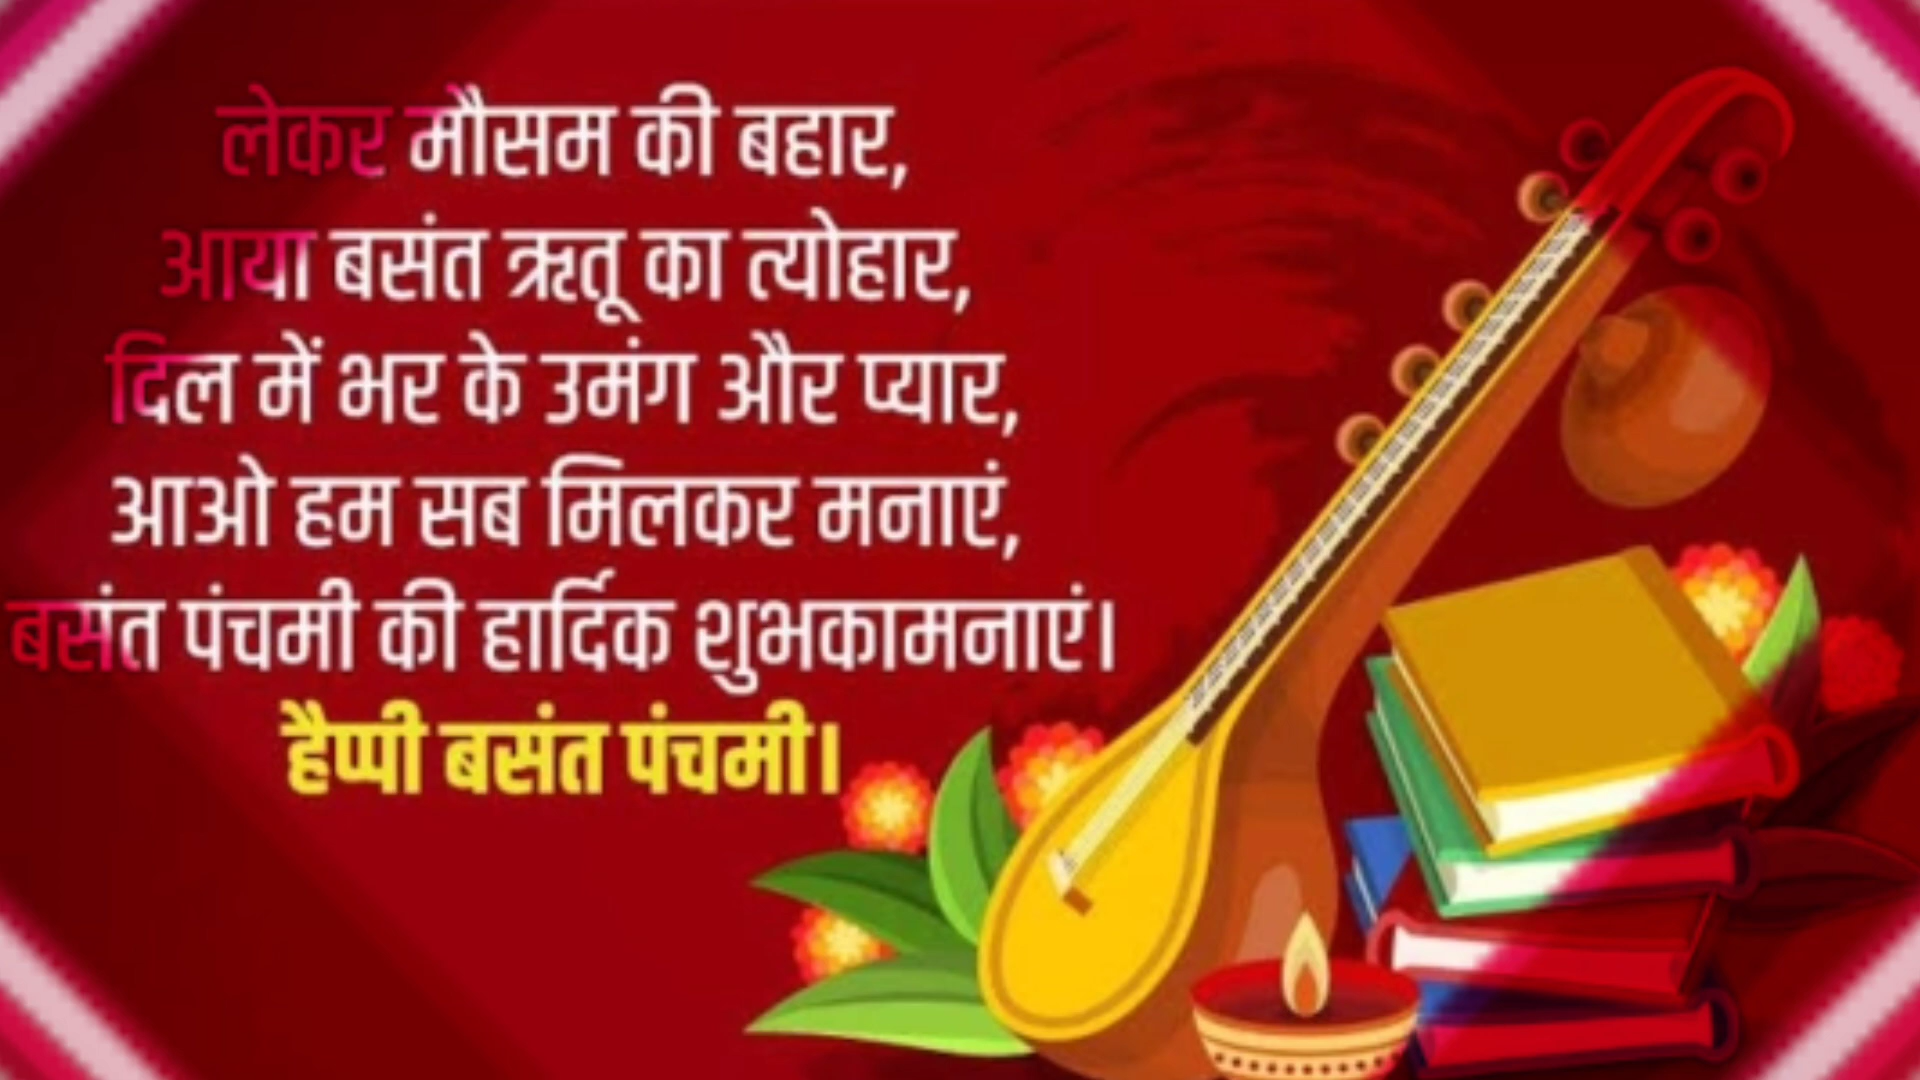 लेकर मौसम की बहार,
आया बसंत ऋतू का त्योहार,
दिल में भर के उमंग और प्यार,
आओ हम सब मिलकर मनाएं,
बसंत पंचमी की हार्दिक शुभकामनाएं।
हैप्पी बसंत पंचमी।